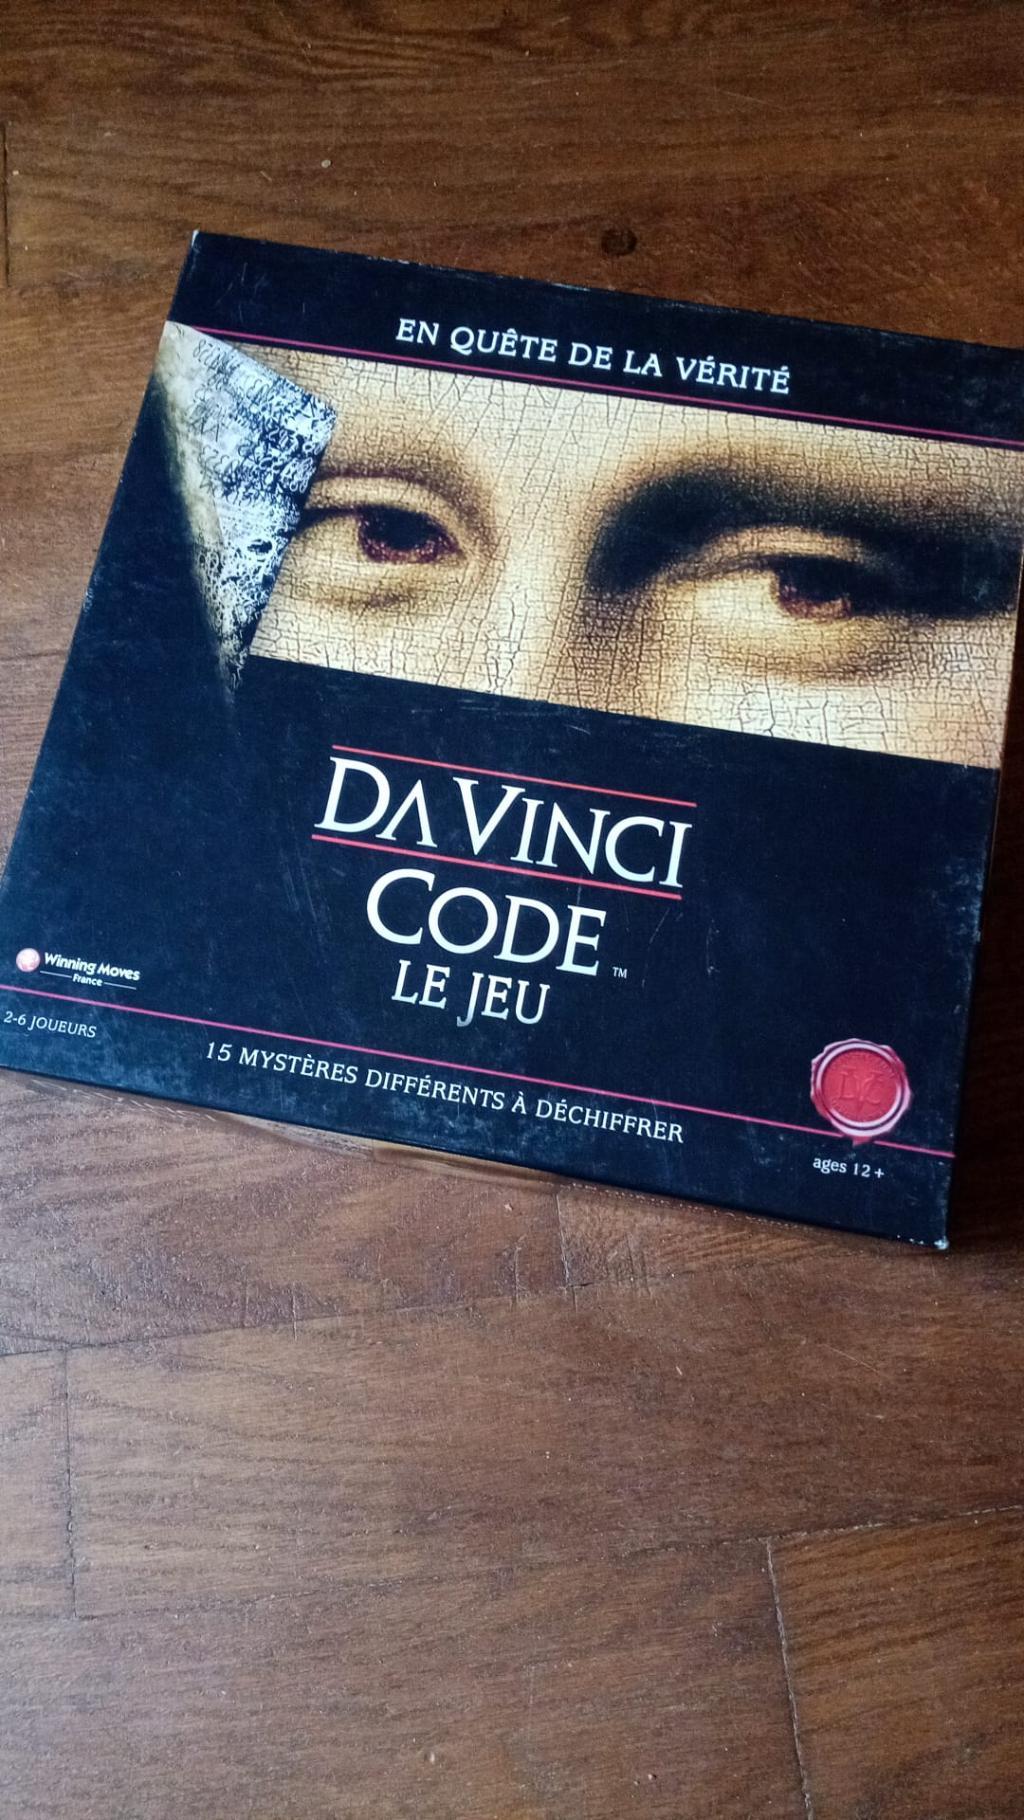 EN QUÊTE DE LA VÉRITÉ
DA VINCI
CODE ™
LE JEU
Winning Moves
France
2-6 JOUEURS
15 MYSTÈRES DIFFÉRENTS À DÉCHIFFRER
ages 12+